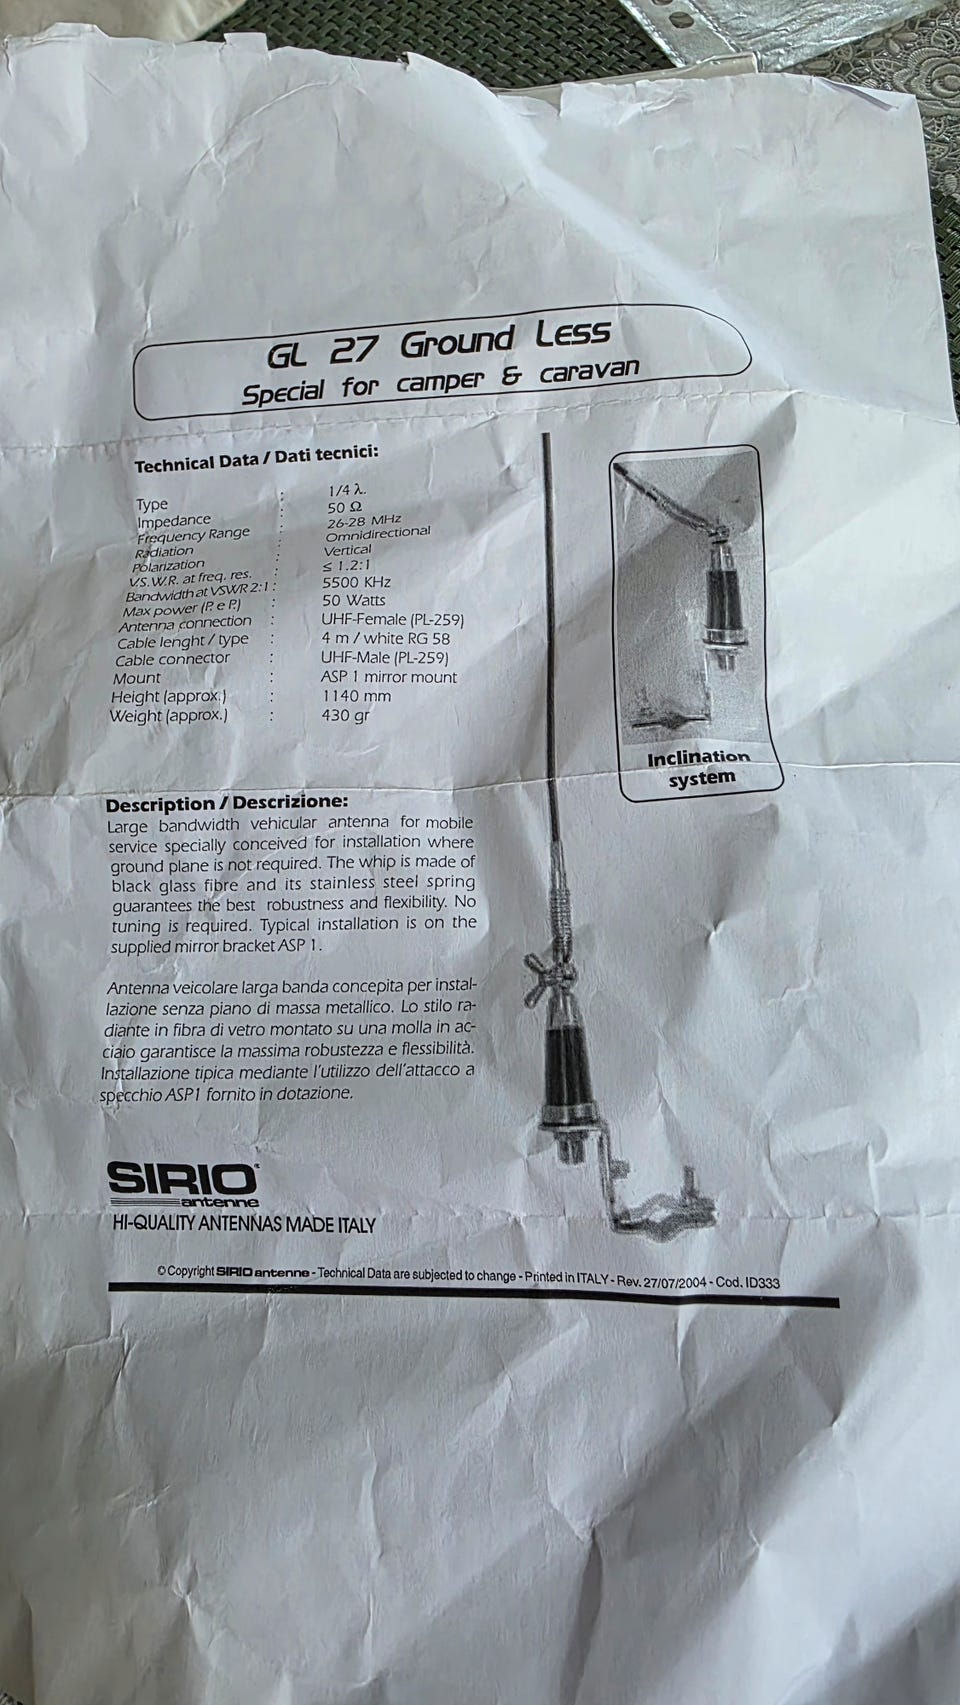 GL 27 Ground Less
Special for camper & caravan
Technical Data / Dati tecnici:
Type : 1/4 λ.
Impedance : 50 Ω
Frequency Range : 26-28 MHz
Radiation : Omnidirectional
Polarization : Vertical
V.S.W.R. at freq. res. : ≤ 1.2:1
Bandwidth at VSWR 2:1 : 5500 KHz
Max power (P. e P.) : 50 Watts
Antenna connection : UHF-Female (PL-259)
Cable lenght / type : 4 m / white RG 58
Cable connector : UHF-Male (PL-259)
Mount : ASP 1 mirror mount
Height (approx.) : 1140 mm
Weight (approx.) : 430 gr
Inclination
system
Description / Descrizione:
Large bandwidth vehicular antenna for mobile
service specially conceived for installation where
ground plane is not required. The whip is made of
black glass fibre and its stainless steel spring
guarantees the best robustness and flexibility. No
tuning is required. Typical installation is on the
supplied mirror bracket ASP 1.
Antenna veicolare larga banda concepita per instal-
lazione senza piano di massa metallico. Lo stilo ra-
diante in fibra di vetro montato su una molla in ac-
ciaio garantisce la massima robustezza e flessibilità.
Installazione tipica mediante l'utilizzo dell'attacco a
specchio ASP1 fornito in dotazione.
SIRIO®
antenne
HI-QUALITY ANTENNAS MADE ITALY
© Copyright SIRIO antenne - Technical Data are subjected to change - Printed in ITALY - Rev. 27/07/2004 - Cod. ID333